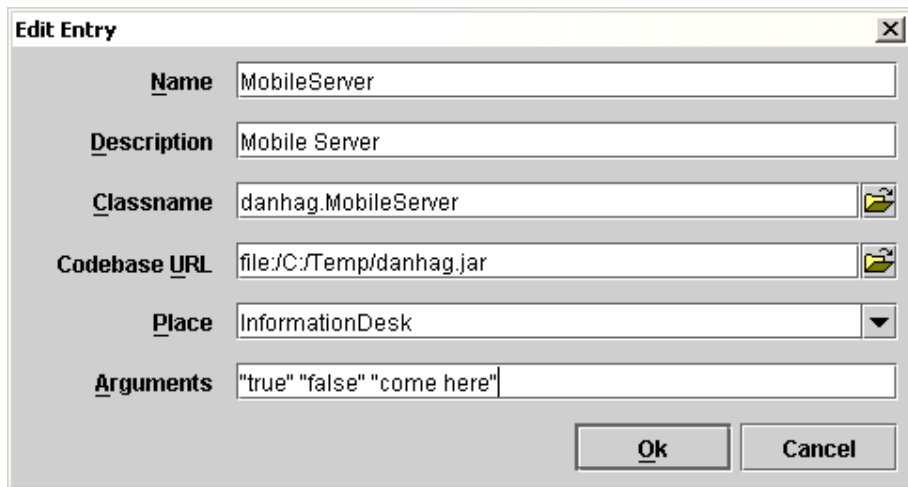 Edit Entry
Name MobileServer
Description Mobile Server
Classname danhag.MobileServer
Codebase URL file:/C:/Temp/danhag.jar
Place InformationDesk
Arguments "true" "false" "come here"
Ok Cancel